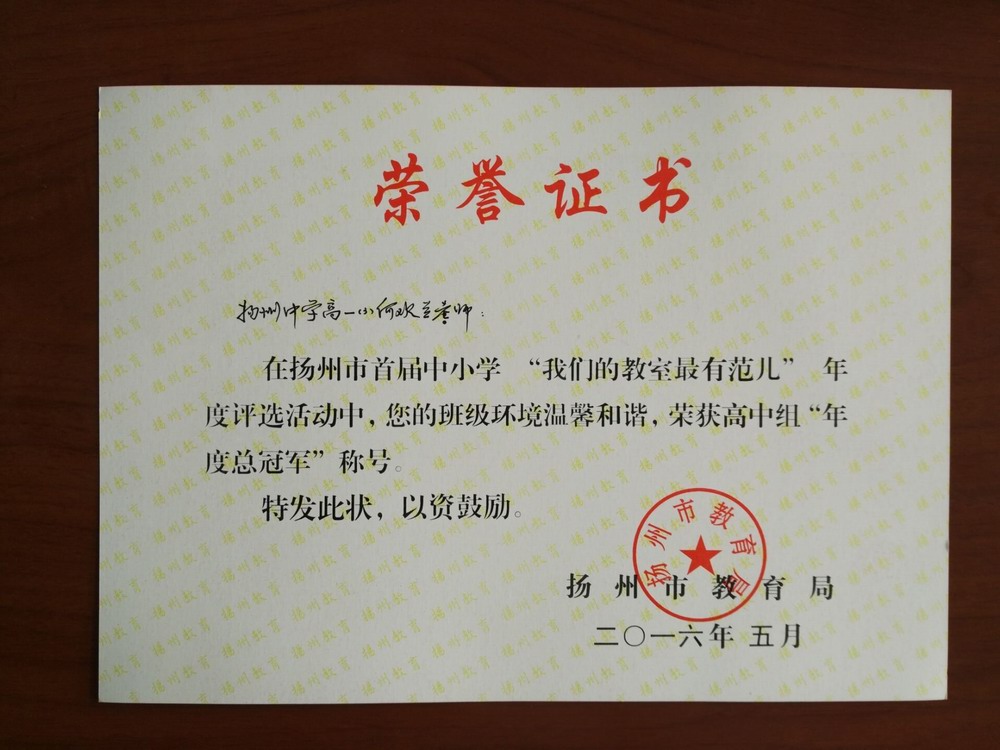 荣誉证书
扬州中学高一(3)何欢兰老师：
在扬州市首届中小学 “我们的教室最有范儿” 年
度评选活动中，您的班级环境温馨和谐，荣获高中组“年
度总冠军”称号。
特发此状，以资鼓励。
扬州市教育局
扬州市教育局
二〇一六年 五月